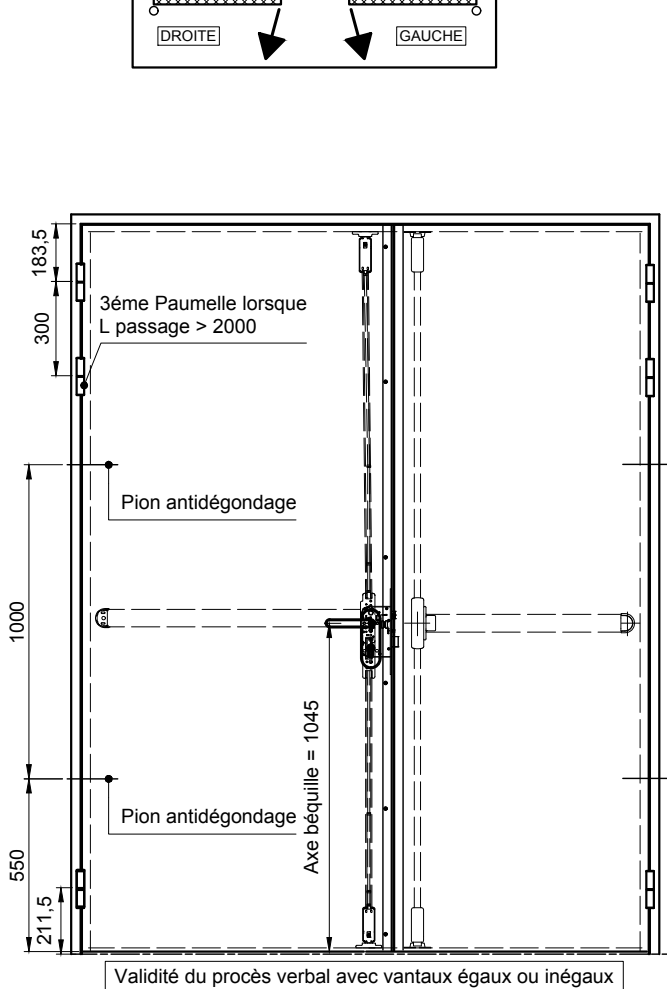 DROITE
GAUCHE
183,5
300
3éme Paumelle lorsque
L passage > 2000
Pion antidégondage
1000
Axe béquille = 1045
Pion antidégondage
550
211,5
Validité du procès verbal avec vantaux égaux ou inégaux